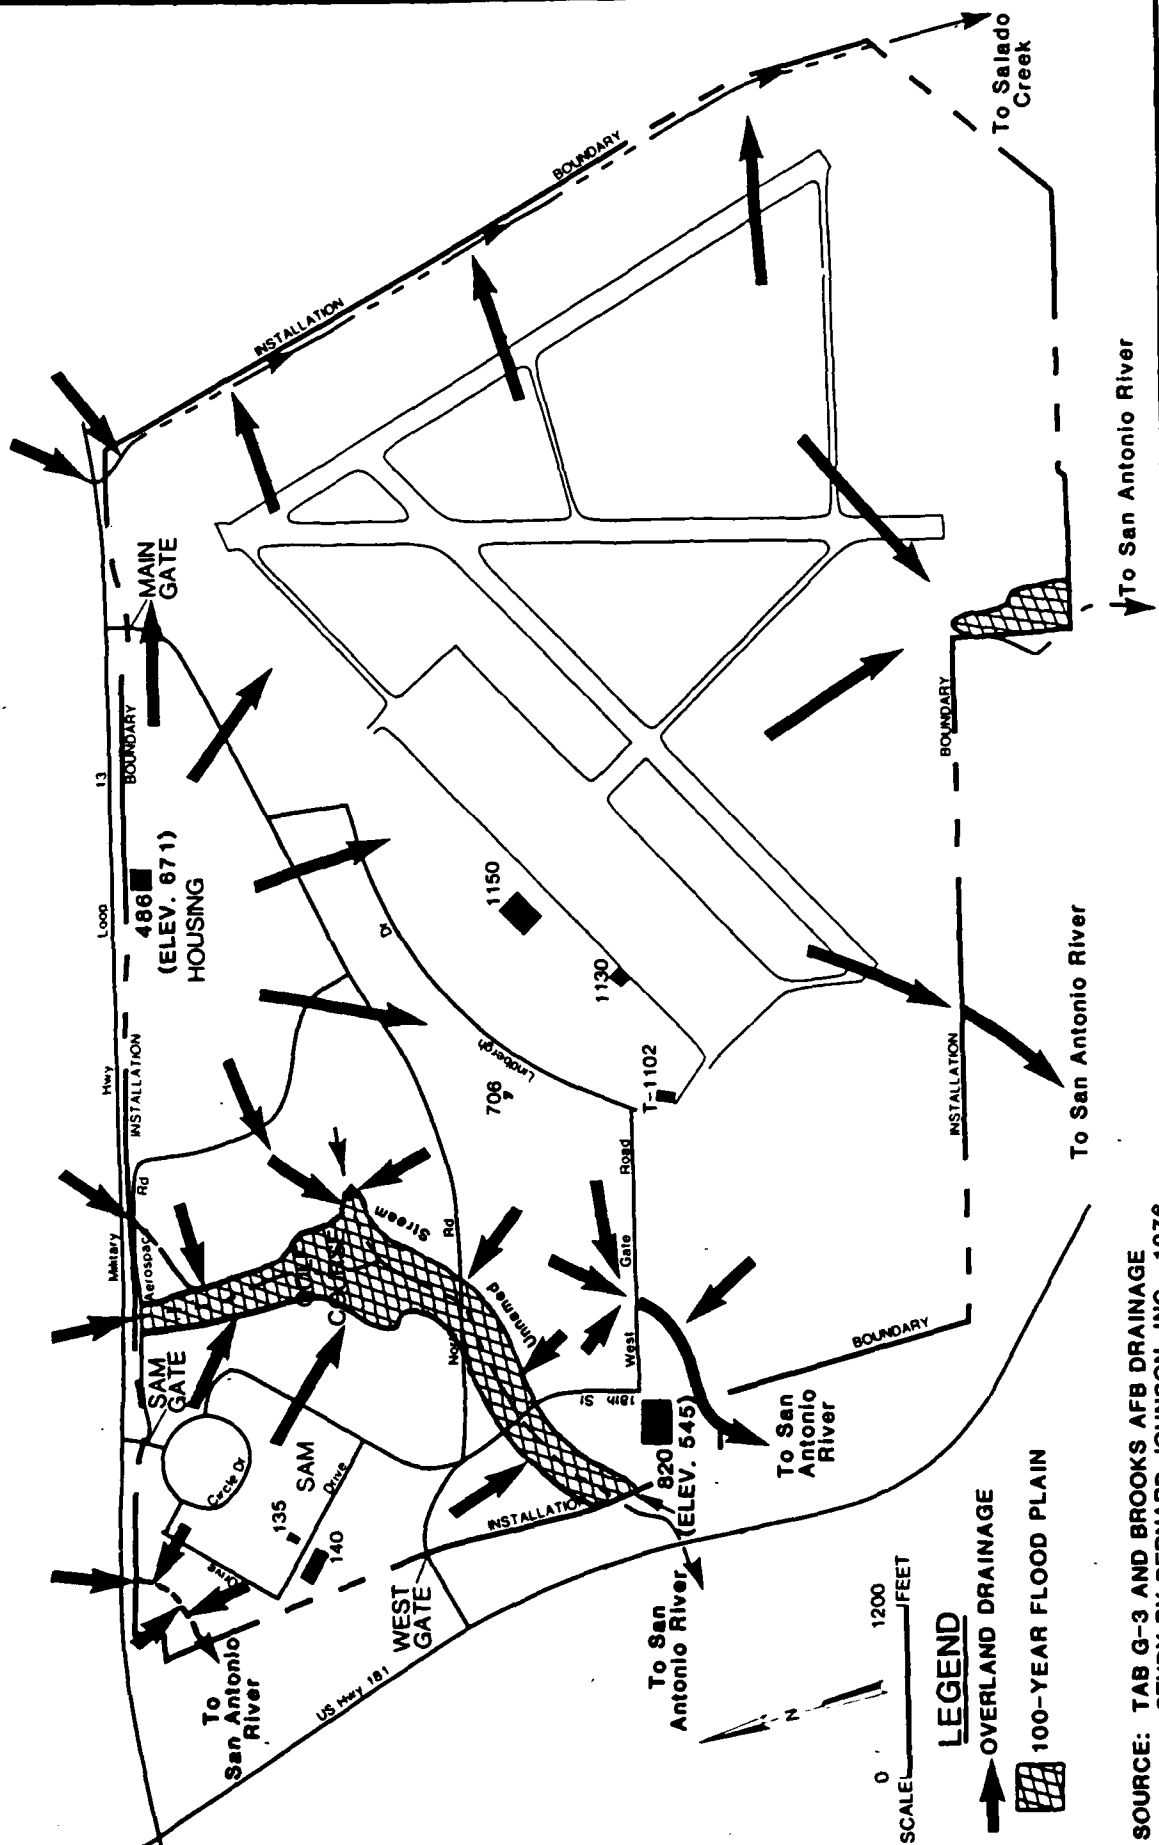 To Salado
Creek
BOUNDARY
INSTALLATION
MAIN
GATE
13
BOUNDARY
Loop
486
(ELEV. 671)
HOUSING
Hwy
INSTALLATION
Military
Aerospac
Rd
SAM
GATE
COURSE
Stream
Unnamed
North
Rd
Dr
Lindbergh
706
1150
1130
T-1102
West
Gate
Road
18th St
820
(ELEV. 545)
Circle Dr
SAM
Drive
135
140
INSTALLATION
WEST
GATE
US Hwy 181
To
San Antonio
River
To San
Antonio River
To San
Antonio
River
BOUNDARY
INSTALLATION
BOUNDARY
To San Antonio River
To San Antonio River
N
0
1200
SCALE
FEET
LEGEND
OVERLAND DRAINAGE
100-YEAR FLOOD PLAIN
SOURCE: TAB G-3 AND BROOKS AFB DRAINAGE